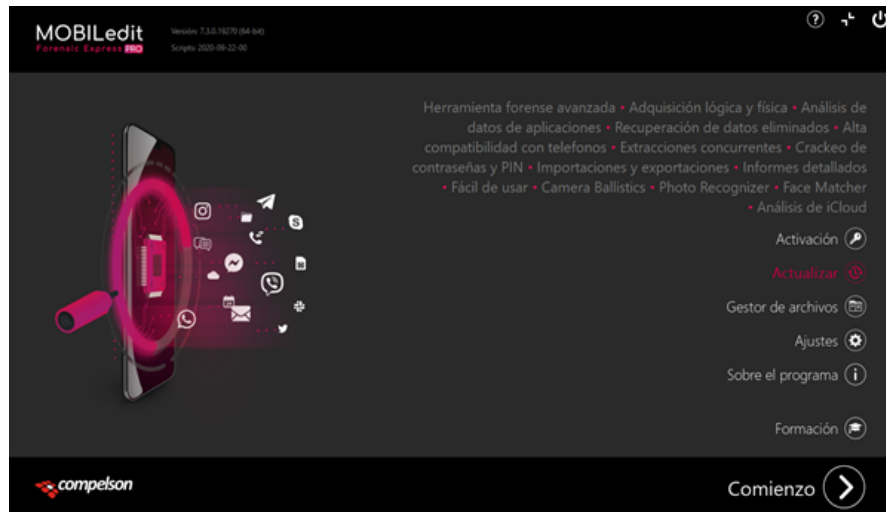 MOBILedit
Forensic Express PRO
Versión: 7.3.0.19270 (64-bit)
Scripts: 2020-09-22-00
Herramienta forense avanzada • Adquisición lógica y física • Análisis de
datos de aplicaciones • Recuperación de datos eliminados • Alta
compatibilidad con telefonos • Extracciones concurrentes • Crackeo de
contraseñas y PIN • Importaciones y exportaciones • Informes detallados
• Fácil de usar • Camera Ballistics • Photo Recognizer • Face Matcher
• Análisis de iCloud
Activación
Actualizar
Gestor de archivos
Ajustes
Sobre el programa
Formación
compelson
Comienzo